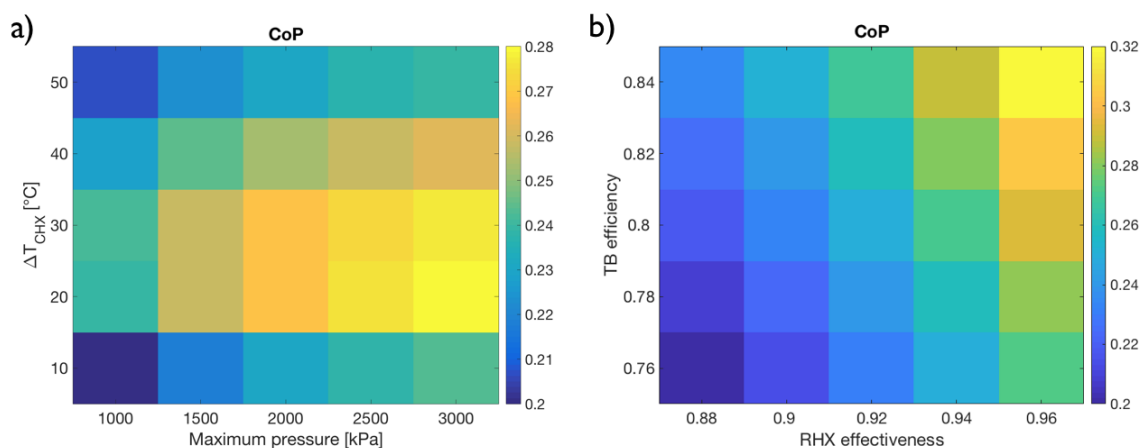 a)
CoP
ΔT_CHX [°C]
50
40
30
20
10
1000 1500 2000 2500 3000
Maximum pressure [kPa]
0.28
0.27
0.26
0.25
0.24
0.23
0.22
0.21
0.2
b)
CoP
TB efficiency
0.84
0.82
0.8
0.78
0.76
0.88 0.9 0.92 0.94 0.96
RHX effectiveness
0.32
0.3
0.28
0.26
0.24
0.22
0.2